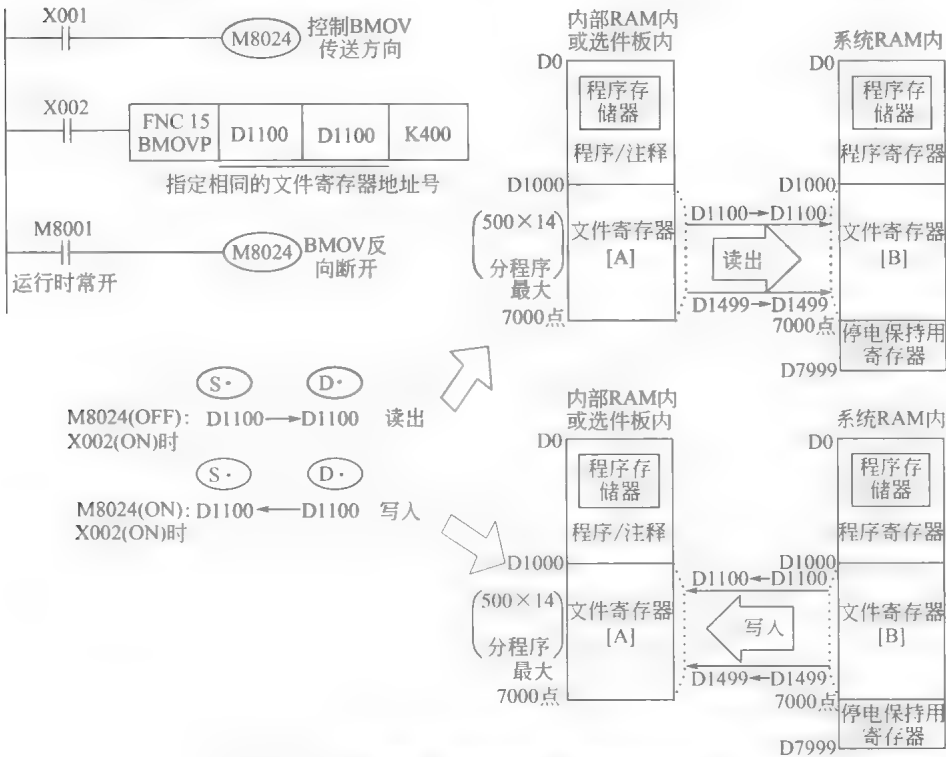 X001
M8024
控制BMOV
传送方向
X002
FNC 15
BMOVP
D1100
D1100
K400
指定相同的文件寄存器地址号
M8001
M8024
BMOV反
向断开
运行时常开
S·
D·
M8024(OFF): D1100→D1100 读出
X002(ON)时
S·
D·
M8024(ON): D1100←D1100 写入
X002(ON)时
内部RAM内
或选件板内
系统RAM内
D0
程序存
储器
程序/注释
D1000
500×14
分程序
最大
7000点
文件寄存器
[A]
D1100→D1100
读出
D1499→D1499
程序存
储器
程序寄存器
D1000
文件寄存器
[B]
7000点
停电保持用
寄存器
D7999
内部RAM内
或选件板内
系统RAM内
D0
程序存
储器
程序/注释
D1000
500×14
分程序
最大
7000点
文件寄存器
[A]
D1100←D1100
写入
D1499←D1499
程序存
储器
程序寄存器
D1000
文件寄存器
[B]
7000点
停电保持用
寄存器
D7999